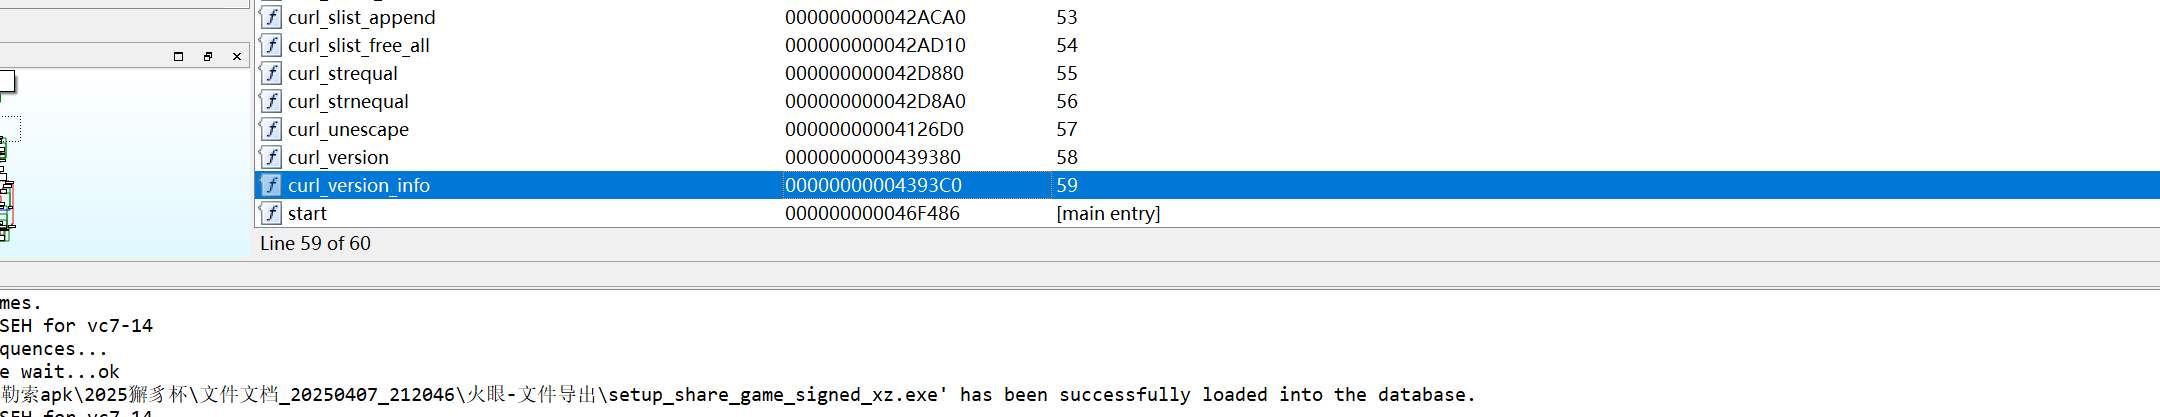 curl_slist_append 000000000042ACA0 53
curl_slist_free_all 000000000042AD10 54
curl_strequal 000000000042D880 55
curl_strnequal 000000000042D8A0 56
curl_unescape 00000000004126D0 57
curl_version 0000000000439380 58
curl_version_info 00000000004393C0 59
start 000000000046F486 [main entry]
Line 59 of 60
mes.
SEH for vc7-14
quences...
e wait...ok
勒索apk\2025獬豸杯\文件文档_20250407_212046\火眼-文件导出\setup_share_game_signed_xz.exe' has been successfully loaded into the database.
SEH for vc7-14